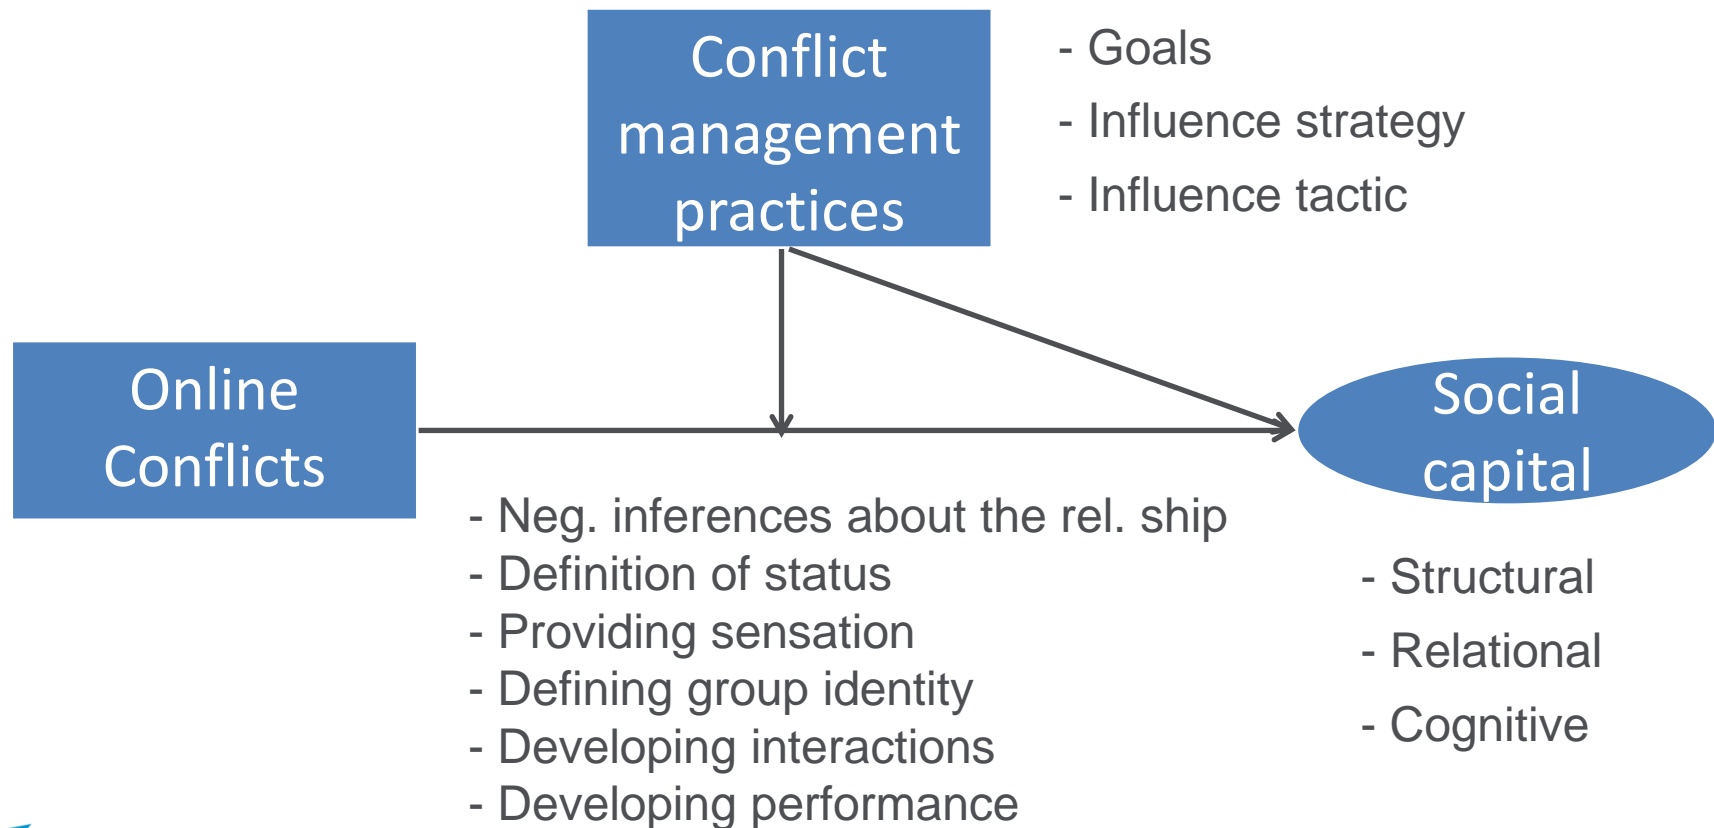 Conflict
management
practices
- Goals
- Influence strategy
- Influence tactic
Online
Conflicts
Social
capital
- Neg. inferences about the rel. ship
- Definition of status
- Providing sensation
- Defining group identity
- Developing interactions
- Developing performance
- Structural
- Relational
- Cognitive